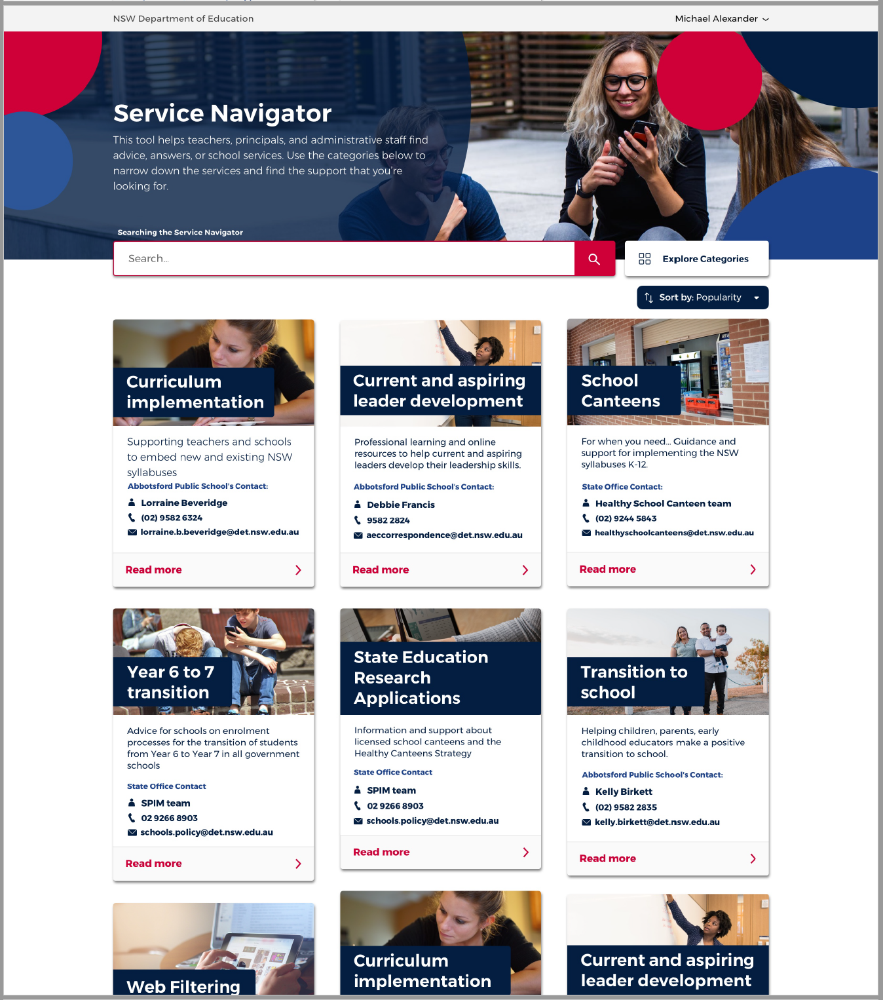 NSW Department of Education
Michael Alexander
Service Navigator
This tool helps teachers, principals, and administrative staff find
advice, answers, or school services. Use the categories below to
narrow down the services and find the support that you're
looking for.
Searching the Service Navigator
Search...
Explore Categories
Sort by: Popularity
Curriculum
implementation
Supporting teachers and schools
to embed new and existing NSW
syllabuses
Abbotsford Public School's Contact:
Lorraine Beveridge
(02) 9582 6324
lorraine.b.beveridge@det.nsw.edu.au
Read more
Current and aspiring
leader development
Professional learning and online
resources to help current and aspiring
leaders develop their leadership skills.
Abbotsford Public School's Contact:
Debbie Francis
9582 2824
aeccorrespondence@det.nsw.edu.au
Read more
School
Canteens
For when you need... Guidance and
support for implementing the NSW
syllabuses K-12.
State Office Contact:
Healthy School Canteen team
(02) 9244 5843
healthyschoolcanteens@det.nsw.edu.au
Read more
Year 6 to 7
transition
Advice for schools on enrolment
processes for the transition of students
from Year 6 to Year 7 in all government
schools
State Office Contact
SPIM team
02 9266 8903
schools.policy@det.nsw.edu.au
Read more
State Education
Research
Applications
Information and support about
licensed school canteens and the
Healthy Canteens Strategy
State Office Contact
SPIM team
02 9266 8903
schools.policy@det.nsw.edu.au
Read more
Transition to
school
Helping children, parents, early
childhood educators make a positive
transition to school.
Abbotsford Public School's Contact:
Kelly Birkett
(02) 9582 2835
kelly.birkett@det.nsw.edu.au
Read more
Web Filtering
Curriculum
implementation
Current and aspiring
leader development